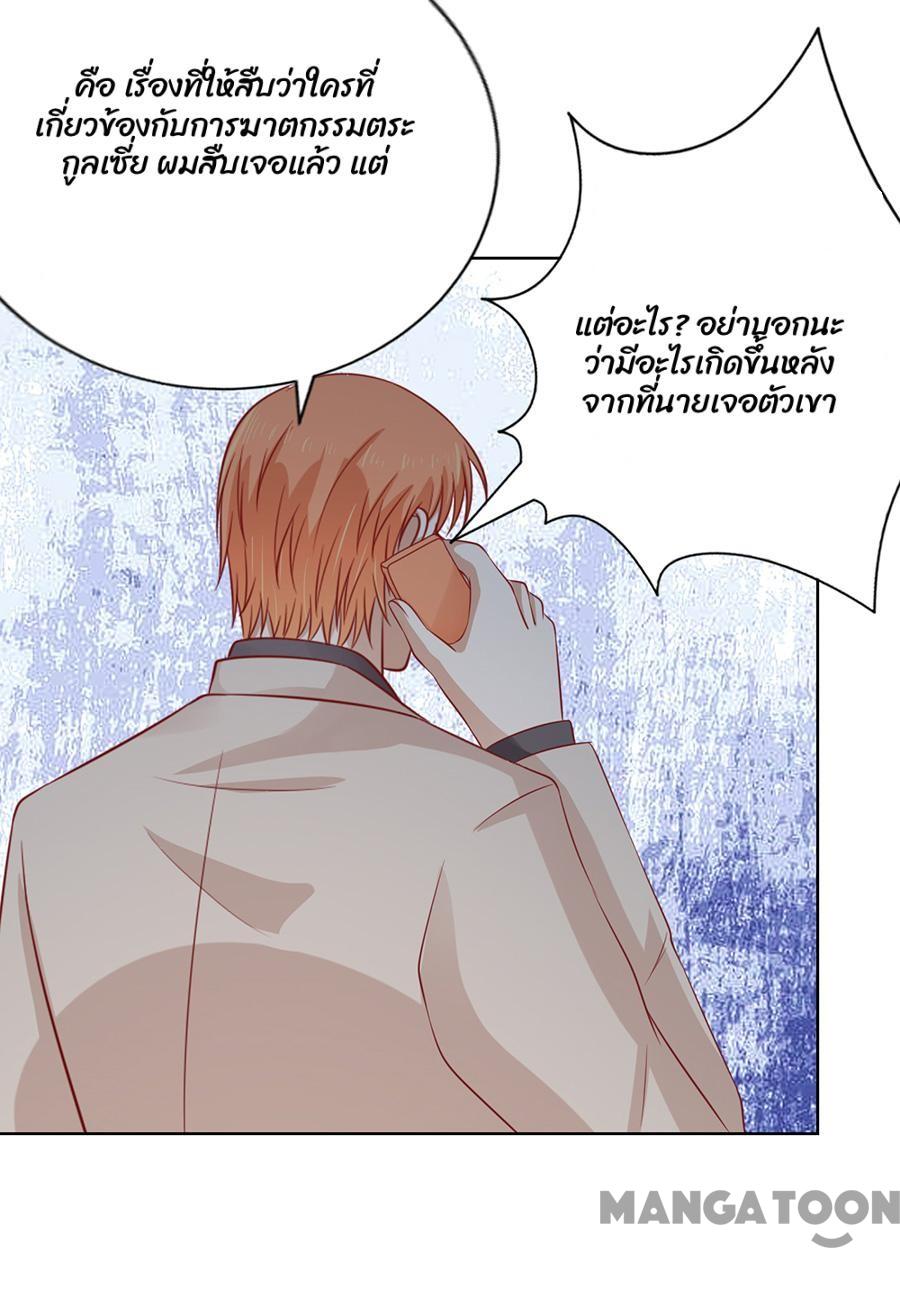 คือ เรื่องที่ให้สืบว่าใครที่
เกี่ยวข้องกับการฆาตกรรมตระ
กูลเซี่ย ผมสืบเจอแล้ว แต่
แต่อะไร? อย่าบอกนะ
ว่ามีอะไรเกิดขึ้นหลัง
จากที่นายเจอตัวเขา
MANGATOON